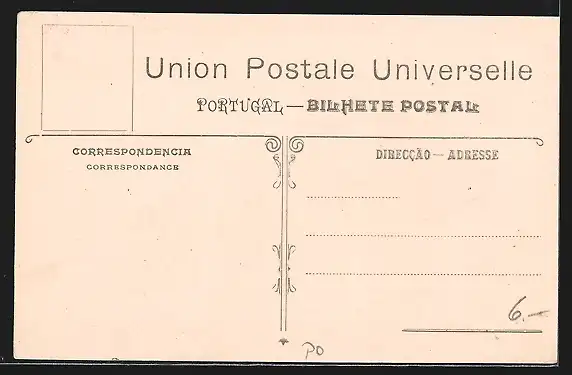 Union Postale Universelle
PORTUGAL — BILHETE POSTAL
CORRESPONDENCIA
CORRESPONDANCE
DIRECÇÃO — ADRESSE
6.-
PO